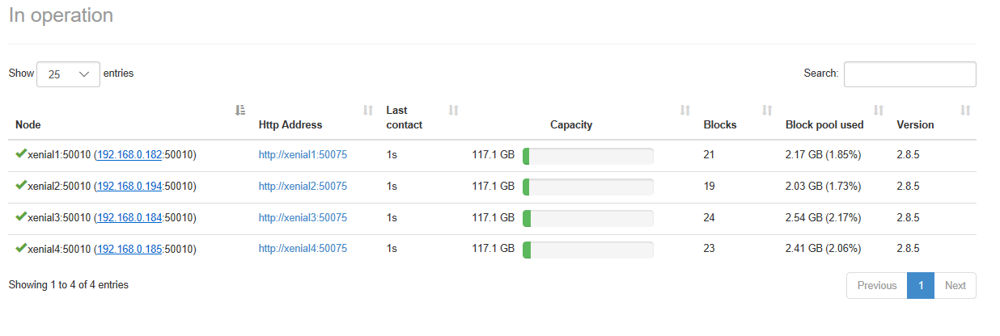 In operation
Show 25 entries Search:
Node Http Address Last contact Capacity Blocks Block pool used Version
xenial1:50010 (192.168.0.182:50010) http://xenial1:50075 1s 117.1 GB 21 2.17 GB (1.85%) 2.8.5
xenial2:50010 (192.168.0.194:50010) http://xenial2:50075 1s 117.1 GB 19 2.03 GB (1.73%) 2.8.5
xenial3:50010 (192.168.0.184:50010) http://xenial3:50075 1s 117.1 GB 24 2.54 GB (2.17%) 2.8.5
xenial4:50010 (192.168.0.185:50010) http://xenial4:50075 1s 117.1 GB 23 2.41 GB (2.06%) 2.8.5
Showing 1 to 4 of 4 entries Previous 1 Next